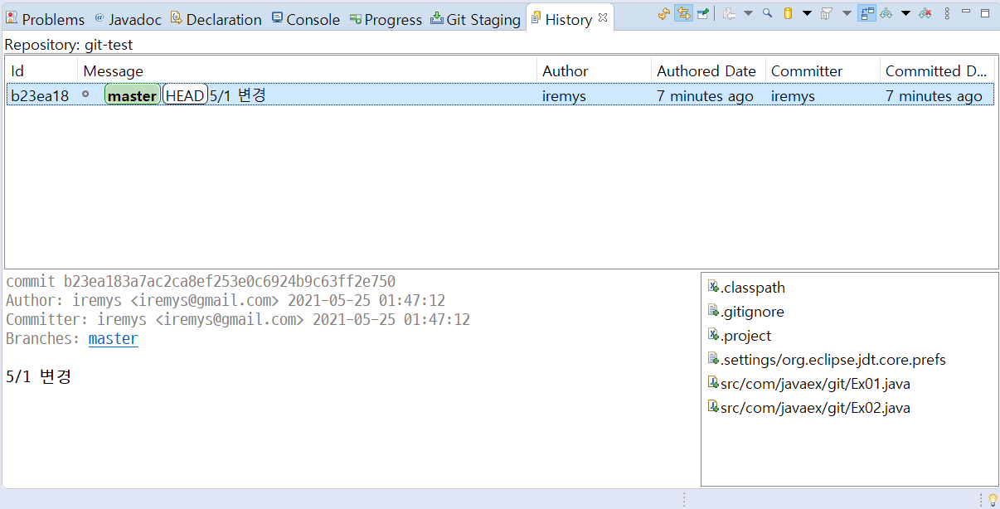 Problems @ Javadoc Declaration Console Progress Git Staging History
Repository: git-test
Id Message Author Authored Date Committer Committed D...
b23ea18 master HEAD 5/1 변경 iremys 7 minutes ago iremys 7 minutes ago
commit b23ea183a7ac2ca8ef253e0c6924b9c63ff2e750
Author: iremys <iremys@gmail.com> 2021-05-25 01:47:12
Committer: iremys <iremys@gmail.com> 2021-05-25 01:47:12
Branches: master
5/1 변경
.classpath
.gitignore
.project
.settings/org.eclipse.jdt.core.prefs
src/com/javaex/git/Ex01.java
src/com/javaex/git/Ex02.java